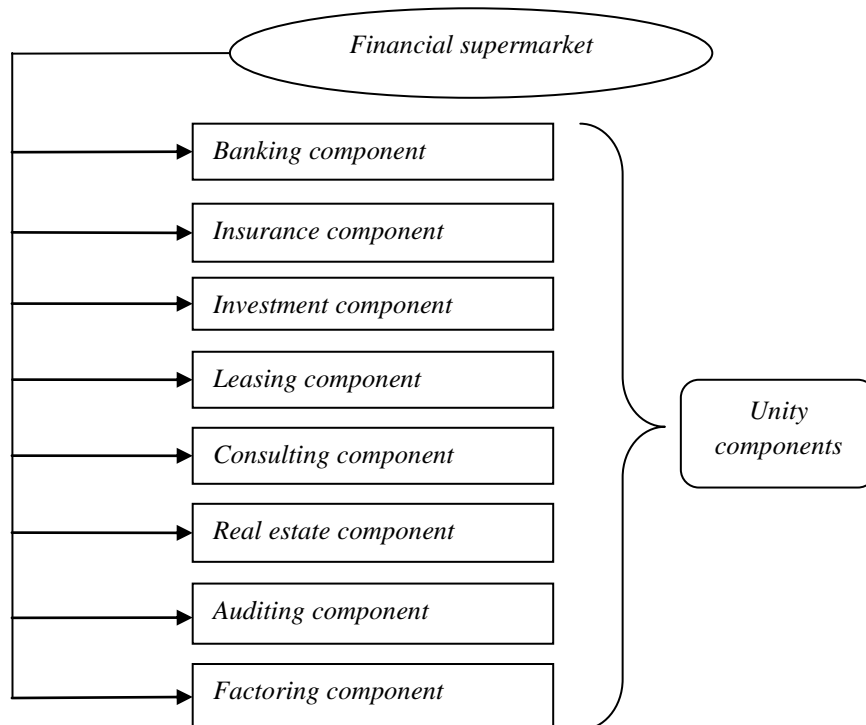 Financial supermarket
Banking component
Insurance component
Investment component
Leasing component
Unity
components
Consulting component
Real estate component
Auditing component
Factoring component